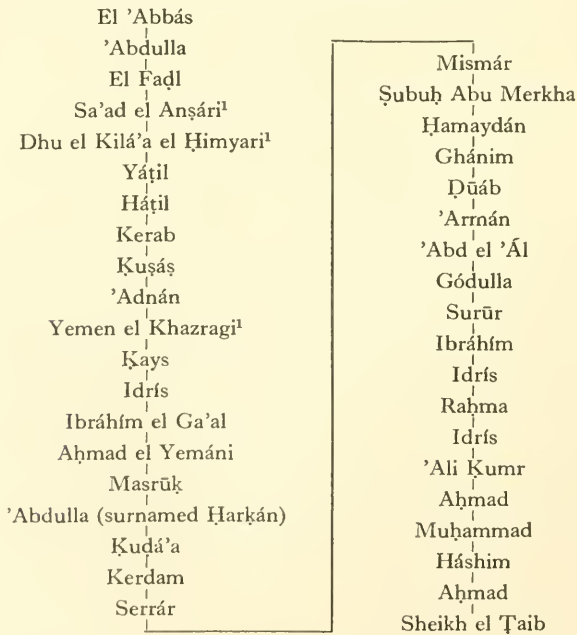 El ’Abbás
’Abdulla
El Faḍl
Sa’ad el Anṣári¹
Dhu el Kilá’a el Ḥimyari¹
Yáṭil
Háṭil
Kerab
Ḳuṣáṣ
’Adnán
Yemen el Khazragi¹
Ḳays
Idrís
Ibráhím el Ga’al
Aḥmad el Yemáni
Masrūḳ
’Abdulla (surnamed Ḥarḳán)
Ḳuḍá’a
Kerdam
Serrár
Mismár
Ṣubuḥ Abu Merkha
Ḥamaydán
Ghánim
Ḍūáb
’Armán
’Abd el ’Ál
Gódulla
Surūr
Ibráhím
Idrís
Raḥma
Idrís
’Ali Ḳumr
Aḥmad
Muḥammad
Háshim
Aḥmad
Sheikh el Ṭaib